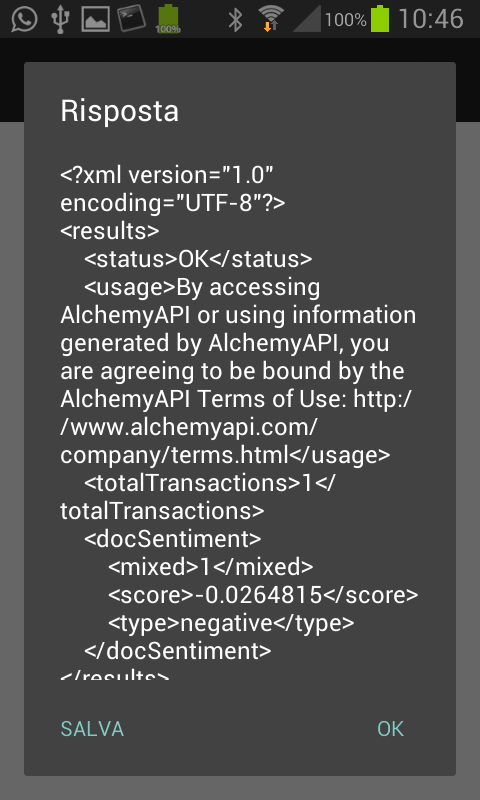 100% 100% 10:46
Risposta
<?xml version="1.0"
encoding="UTF-8"?>
<results>
<status>OK</status>
<usage>By accessing
AlchemyAPI or using information
generated by AlchemyAPI, you
are agreeing to be bound by the
AlchemyAPI Terms of Use: http:/
/www.alchemyapi.com/
company/terms.html</usage>
<totalTransactions>1</
totalTransactions>
<docSentiment>
<mixed>1</mixed>
<score>-0.0264815</score>
<type>negative</type>
</docSentiment>
</results>
SALVA OK